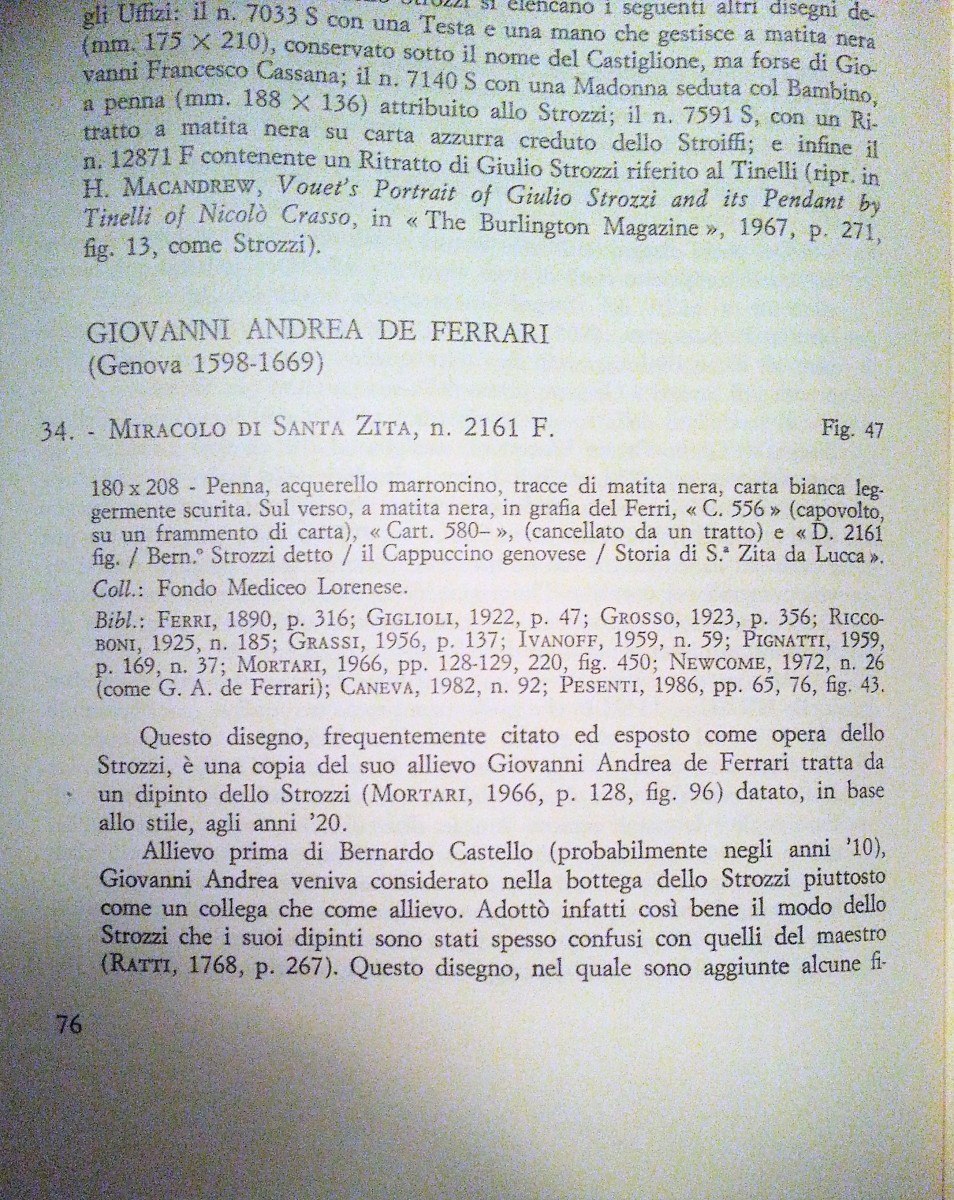 si elencano i seguenti altri disegni de-
gli Uffizi: il n. 7033 S con una Testa e una mano che gestisce a matita nera
(mm. 175 × 210), conservato sotto il nome del Castiglione, ma forse di Gio-
vanni Francesco Cassana; il n. 7140 S con una Madonna seduta col Bambino,
a penna (mm. 188 × 136) attribuito allo Strozzi; il n. 7591 S, con un Ri-
tratto a matita nera su carta azzurra creduto dello Stroiffi; e infine il
n. 12871 F contenente un Ritratto di Giulio Strozzi riferito al Tinelli (ripr. in
H. MACANDREW, Vouet's Portrait of Giulio Strozzi and its Pendant by
Tinelli of Nicolò Crasso, in « The Burlington Magazine », 1967, p. 271,
fig. 13, come Strozzi).
GIOVANNI ANDREA DE FERRARI
(Genova 1598-1669)
34. - MIRACOLO DI SANTA ZITA, n. 2161 F. Fig. 47
180 x 208 - Penna, acquerello marroncino, tracce di matita nera, carta bianca leg-
germente scurita. Sul verso, a matita nera, in grafia del Ferri, « C. 556 » (capovolto,
su un frammento di carta), « Cart. 580– », (cancellato da un tratto) e « D. 2161
fig. / Bern.º Strozzi detto / il Cappuccino genovese / Storia di S.ª Zita da Lucca ».
Coll.: Fondo Mediceo Lorenese.
Bibl.: FERRI, 1890, p. 316; GIGLIOLI, 1922, p. 47; GROSSO, 1923, p. 356; RICCO-
BONI, 1925, n. 185; GRASSI, 1956, p. 137; IVANOFF, 1959, n. 59; PIGNATTI, 1959,
p. 169, n. 37; MORTARI, 1966, pp. 128-129, 220, fig. 450; NEWCOME, 1972, n. 26
(come G. A. de Ferrari); CANEVA, 1982, n. 92; PESENTI, 1986, pp. 65, 76, fig. 43.
Questo disegno, frequentemente citato ed esposto come opera dello
Strozzi, è una copia del suo allievo Giovanni Andrea de Ferrari tratta da
un dipinto dello Strozzi (MORTARI, 1966, p. 128, fig. 96) datato, in base
allo stile, agli anni '20.
Allievo prima di Bernardo Castello (probabilmente negli anni '10),
Giovanni Andrea veniva considerato nella bottega dello Strozzi piuttosto
come un collega che come allievo. Adottò infatti così bene il modo dello
Strozzi che i suoi dipinti sono stati spesso confusi con quelli del maestro
(RATTI, 1768, p. 267). Questo disegno, nel quale sono aggiunte alcune fi-
76